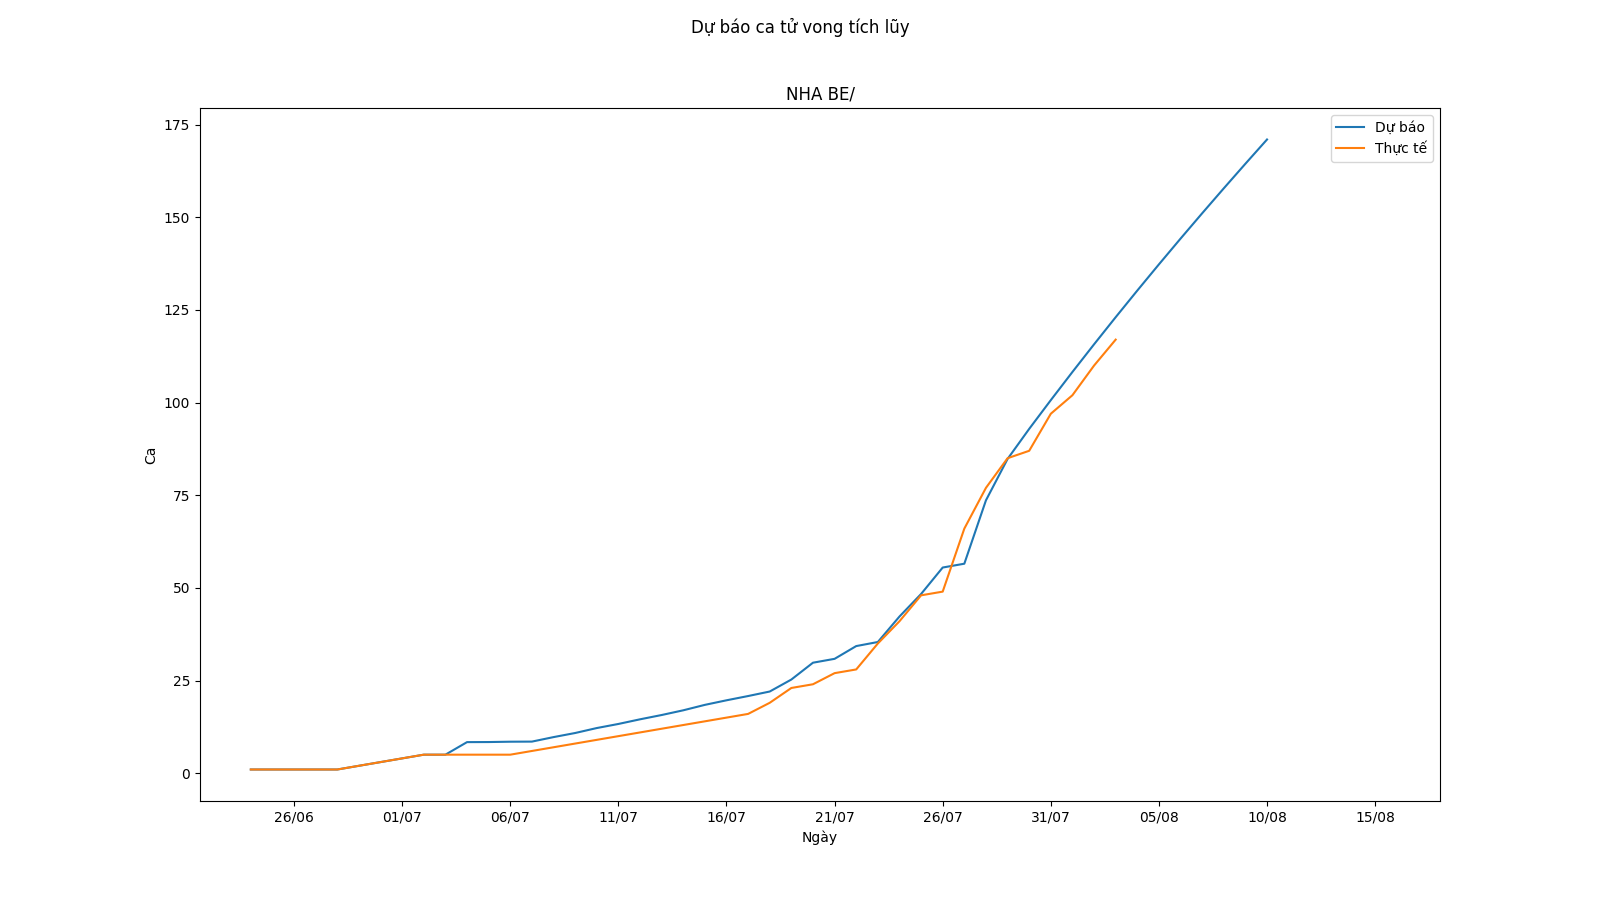 Dự báo ca tử vong tích lũy
NHA BE/
Dự báo
Thực tế
175
150
125
100
75
50
25
0
Ca
26/06 01/07 06/07 11/07 16/07 21/07 26/07 31/07 05/08 10/08 15/08
Ngày